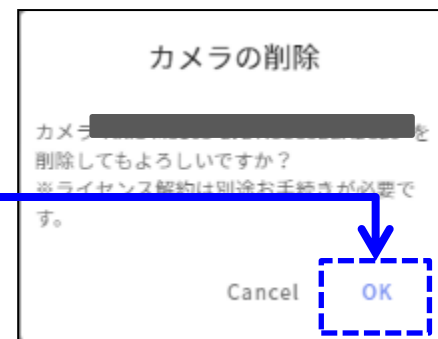 カメラの削除
カメラ を
削除してもよろしいですか？
※ライセンス解約は別途お手続きが必要で
す。
Cancel OK